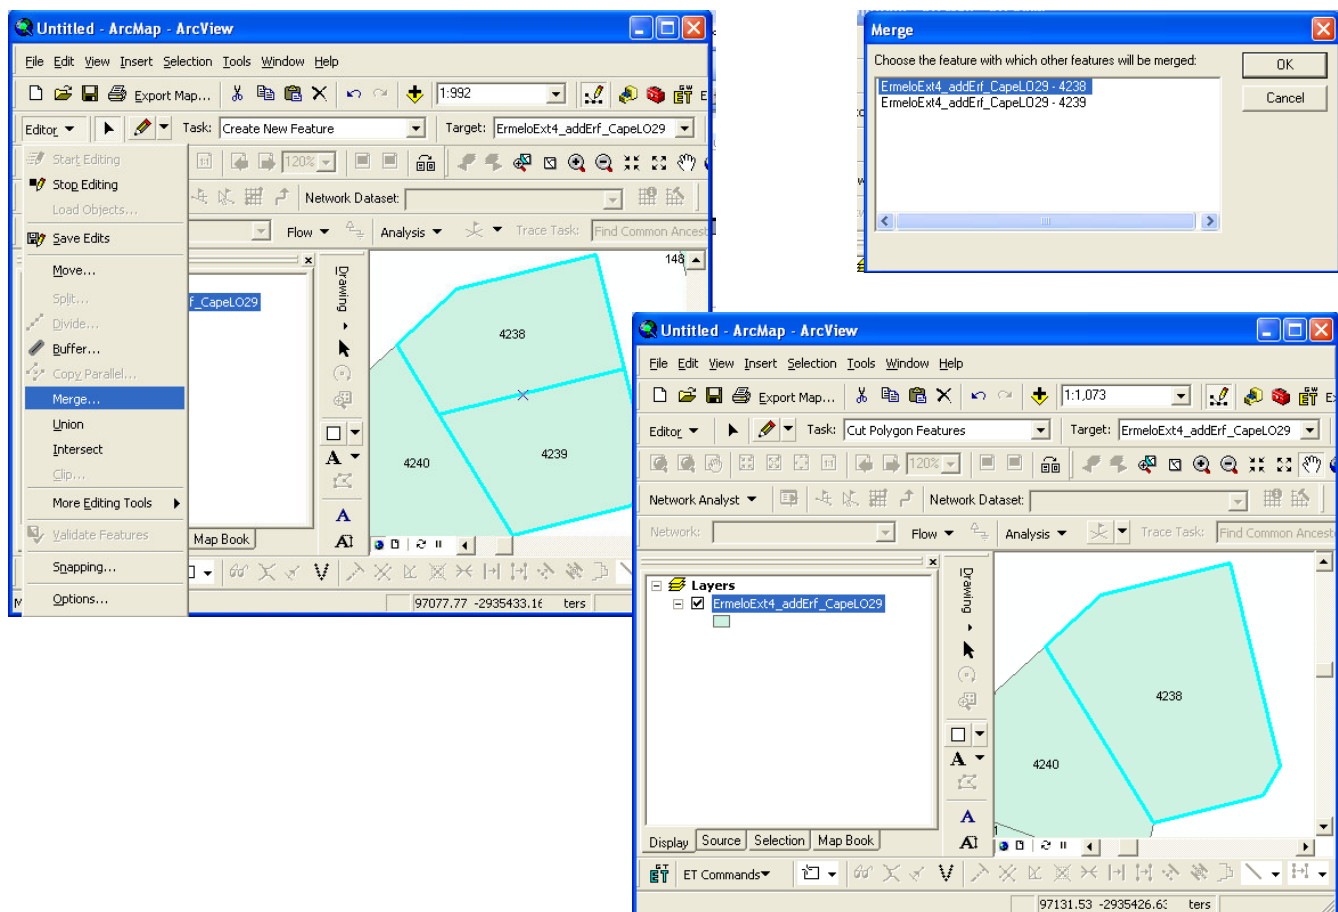 Untitled - ArcMap - ArcView
File Edit View Insert Selection Tools Window Help
Export Map... 1:992
Editor Task: Create New Feature Target: ErmeloExt4_addErf_CapeLO29
Start Editing 120%
Stop Editing
Network Dataset:
Load Objects...
Save Edits
Flow Analysis Trace Task: Find Common Ancest
Move...
Split...
Divide...
Buffer...
Copy Parallel...
Merge...
Union
Intersect
Clip...
More Editing Tools
Validate Features
Snapping...
Options...
f_CapeLO29
Map Book
Drawing
A
A
148
4238
4239
4240
97077.77 -2935433.16 ters
Merge
Choose the feature with which other features will be merged:
ErmeloExt4_addErf_CapeLO29 - 4238
ErmeloExt4_addErf_CapeLO29 - 4239
OK
Cancel
Untitled - ArcMap - ArcView
File Edit View Insert Selection Tools Window Help
Export Map... 1:1,073
Editor Task: Cut Polygon Features Target: ErmeloExt4_addErf_CapeLO29
120%
Network Analyst Network Dataset:
Network: Flow Analysis Trace Task: Find Common Ancest
Layers
ErmeloExt4_addErf_CapeLO29
Drawing
A
A
4238
4240
Display Source Selection Map Book
ET ET Commands
97131.53 -2935426.63 ters